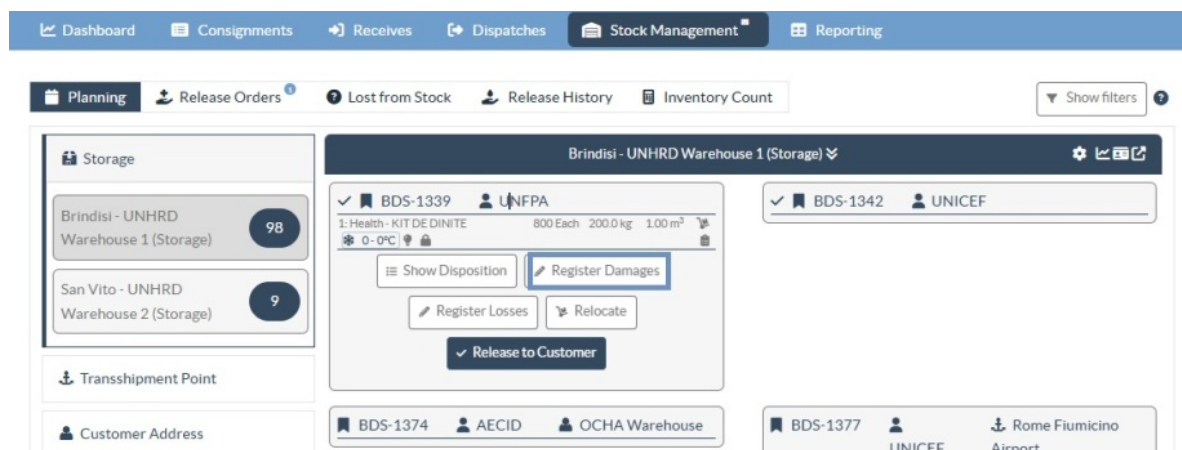 Dashboard Consignments Receives Dispatches Stock Management Reporting
Planning Release Orders 1 Lost from Stock Release History Inventory Count Show filters ?
Storage
Brindisi - UNHRD
Warehouse 1 (Storage)
98
San Vito - UNHRD
Warehouse 2 (Storage)
9
Transshipment Point
Customer Address
Brindisi - UNHRD Warehouse 1 (Storage)
BDS-1339 UNFPA
1: Health - KIT DE DINITE 800 Each 200.0 kg 1.00 m³
0 - 0°C
Show Disposition Register Damages
Register Losses Relocate
Release to Customer
BDS-1342 UNICEF
BDS-1374 AECID OCHA Warehouse
BDS-1377 UNICEF Rome Fiumicino
Airport